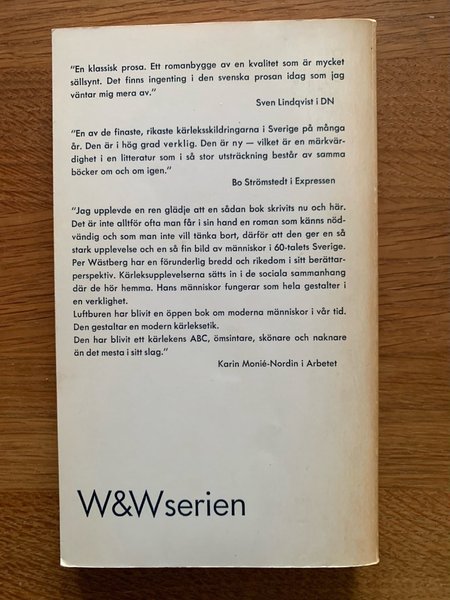 "En klassisk prosa. Ett romanbygge av en kvalitet som är mycket
sällsynt. Det finns ingenting i den svenska prosan idag som jag
väntar mig mera av."
Sven Lindqvist i DN
"En av de finaste, rikaste kärleksskildringarna i Sverige på många
år. Den är i hög grad verklig. Den är ny — vilket är en märkvär-
dighet i en litteratur som i så stor utsträckning består av samma
böcker om och om igen."
Bo Strömstedt i Expressen
"Jag upplevde en ren glädje att en sådan bok skrivits nu och här.
Det är inte alltför ofta man får i sin hand en roman som känns nöd-
vändig och som man inte vill tänka bort, därför att den ger en så
stark upplevelse och en så fin bild av människor i 60-talets Sverige.
Per Wästberg har en förunderlig bredd och rikedom i sitt berättar-
perspektiv. Kärleksupplevelserna sätts in i de sociala sammanhang
där de hör hemma. Hans människor fungerar som hela gestalter i
en verklighet.
Luftburen har blivit en öppen bok om moderna människor i vår tid.
Den gestaltar en modern kärleksetik.
Den har blivit ett kärlekens ABC, ömsintare, skönare och naknare
än det mesta i sitt slag."
Karin Monié-Nordin i Arbetet
W&Wserien